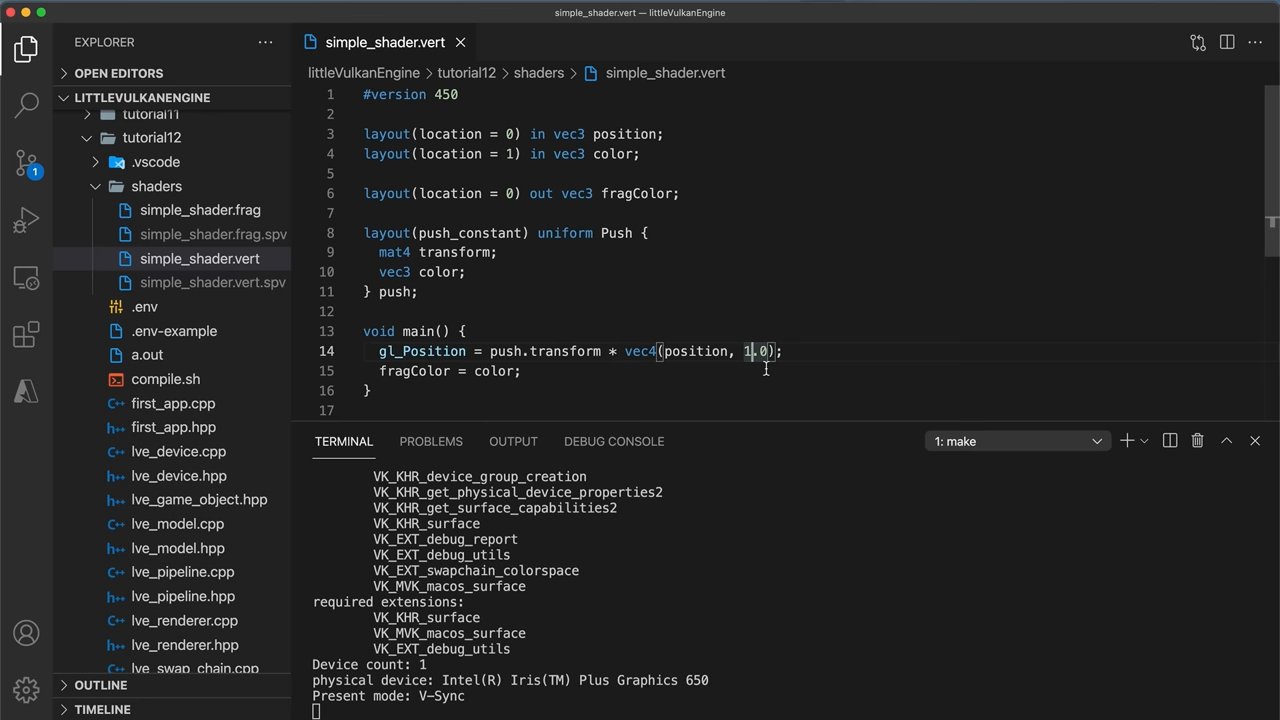 simple_shader.vert — littleVulkanEngine
EXPLORER
OPEN EDITORS
LITTLEVULKANENGINE
tutorial11
tutorial12
.vscode
shaders
simple_shader.frag
simple_shader.frag.spv
simple_shader.vert
simple_shader.vert.spv
.env
.env-example
a.out
compile.sh
first_app.cpp
first_app.hpp
lve_device.cpp
lve_device.hpp
lve_game_object.hpp
lve_model.cpp
lve_model.hpp
lve_pipeline.cpp
lve_pipeline.hpp
lve_renderer.cpp
lve_renderer.hpp
lve_swap_chain.cpp
OUTLINE
TIMELINE
1
simple_shader.vert
littleVulkanEngine > tutorial12 > shaders > simple_shader.vert
1 #version 450
2
3 layout(location = 0) in vec3 position;
4 layout(location = 1) in vec3 color;
5
6 layout(location = 0) out vec3 fragColor;
7
8 layout(push_constant) uniform Push {
9 mat4 transform;
10 vec3 color;
11 } push;
12
13 void main() {
14 gl_Position = push.transform * vec4(position, 1.0);
15 fragColor = color;
16 }
17
TERMINAL PROBLEMS OUTPUT DEBUG CONSOLE 1: make
VK_KHR_device_group_creation
VK_KHR_get_physical_device_properties2
VK_KHR_get_surface_capabilities2
VK_KHR_surface
VK_EXT_debug_report
VK_EXT_debug_utils
VK_EXT_swapchain_colorspace
VK_MVK_macos_surface
required extensions:
VK_KHR_surface
VK_MVK_macos_surface
VK_EXT_debug_utils
Device count: 1
physical device: Intel(R) Iris(TM) Plus Graphics 650
Present mode: V-Sync